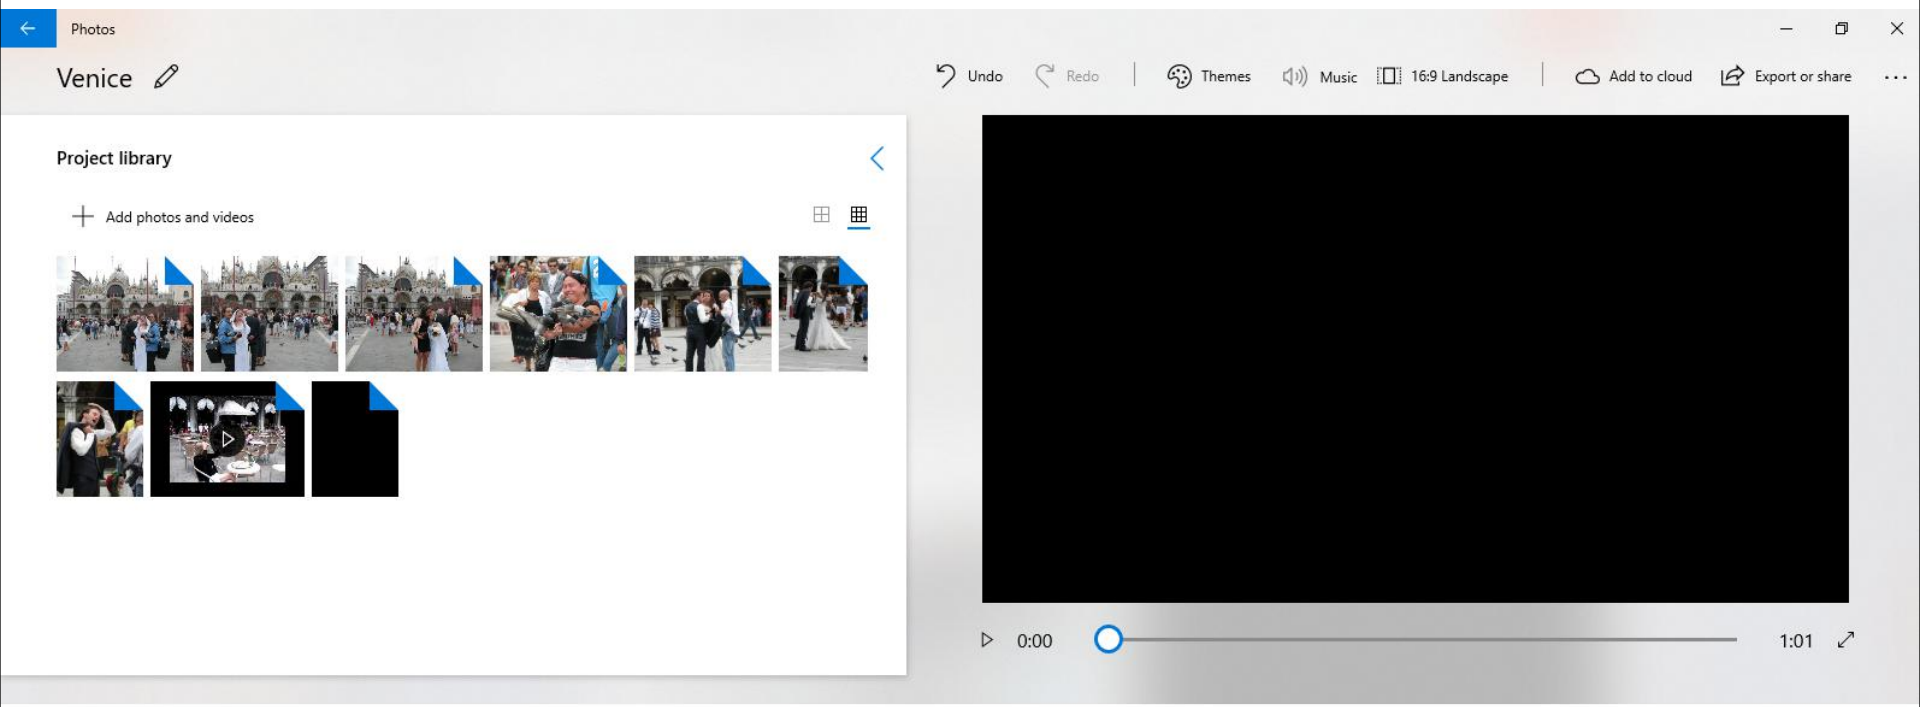 Photos
Venice
Undo
Redo
Themes
Music
16:9 Landscape
Add to cloud
Export or share
Project library
Add photos and videos
0:00
1:01